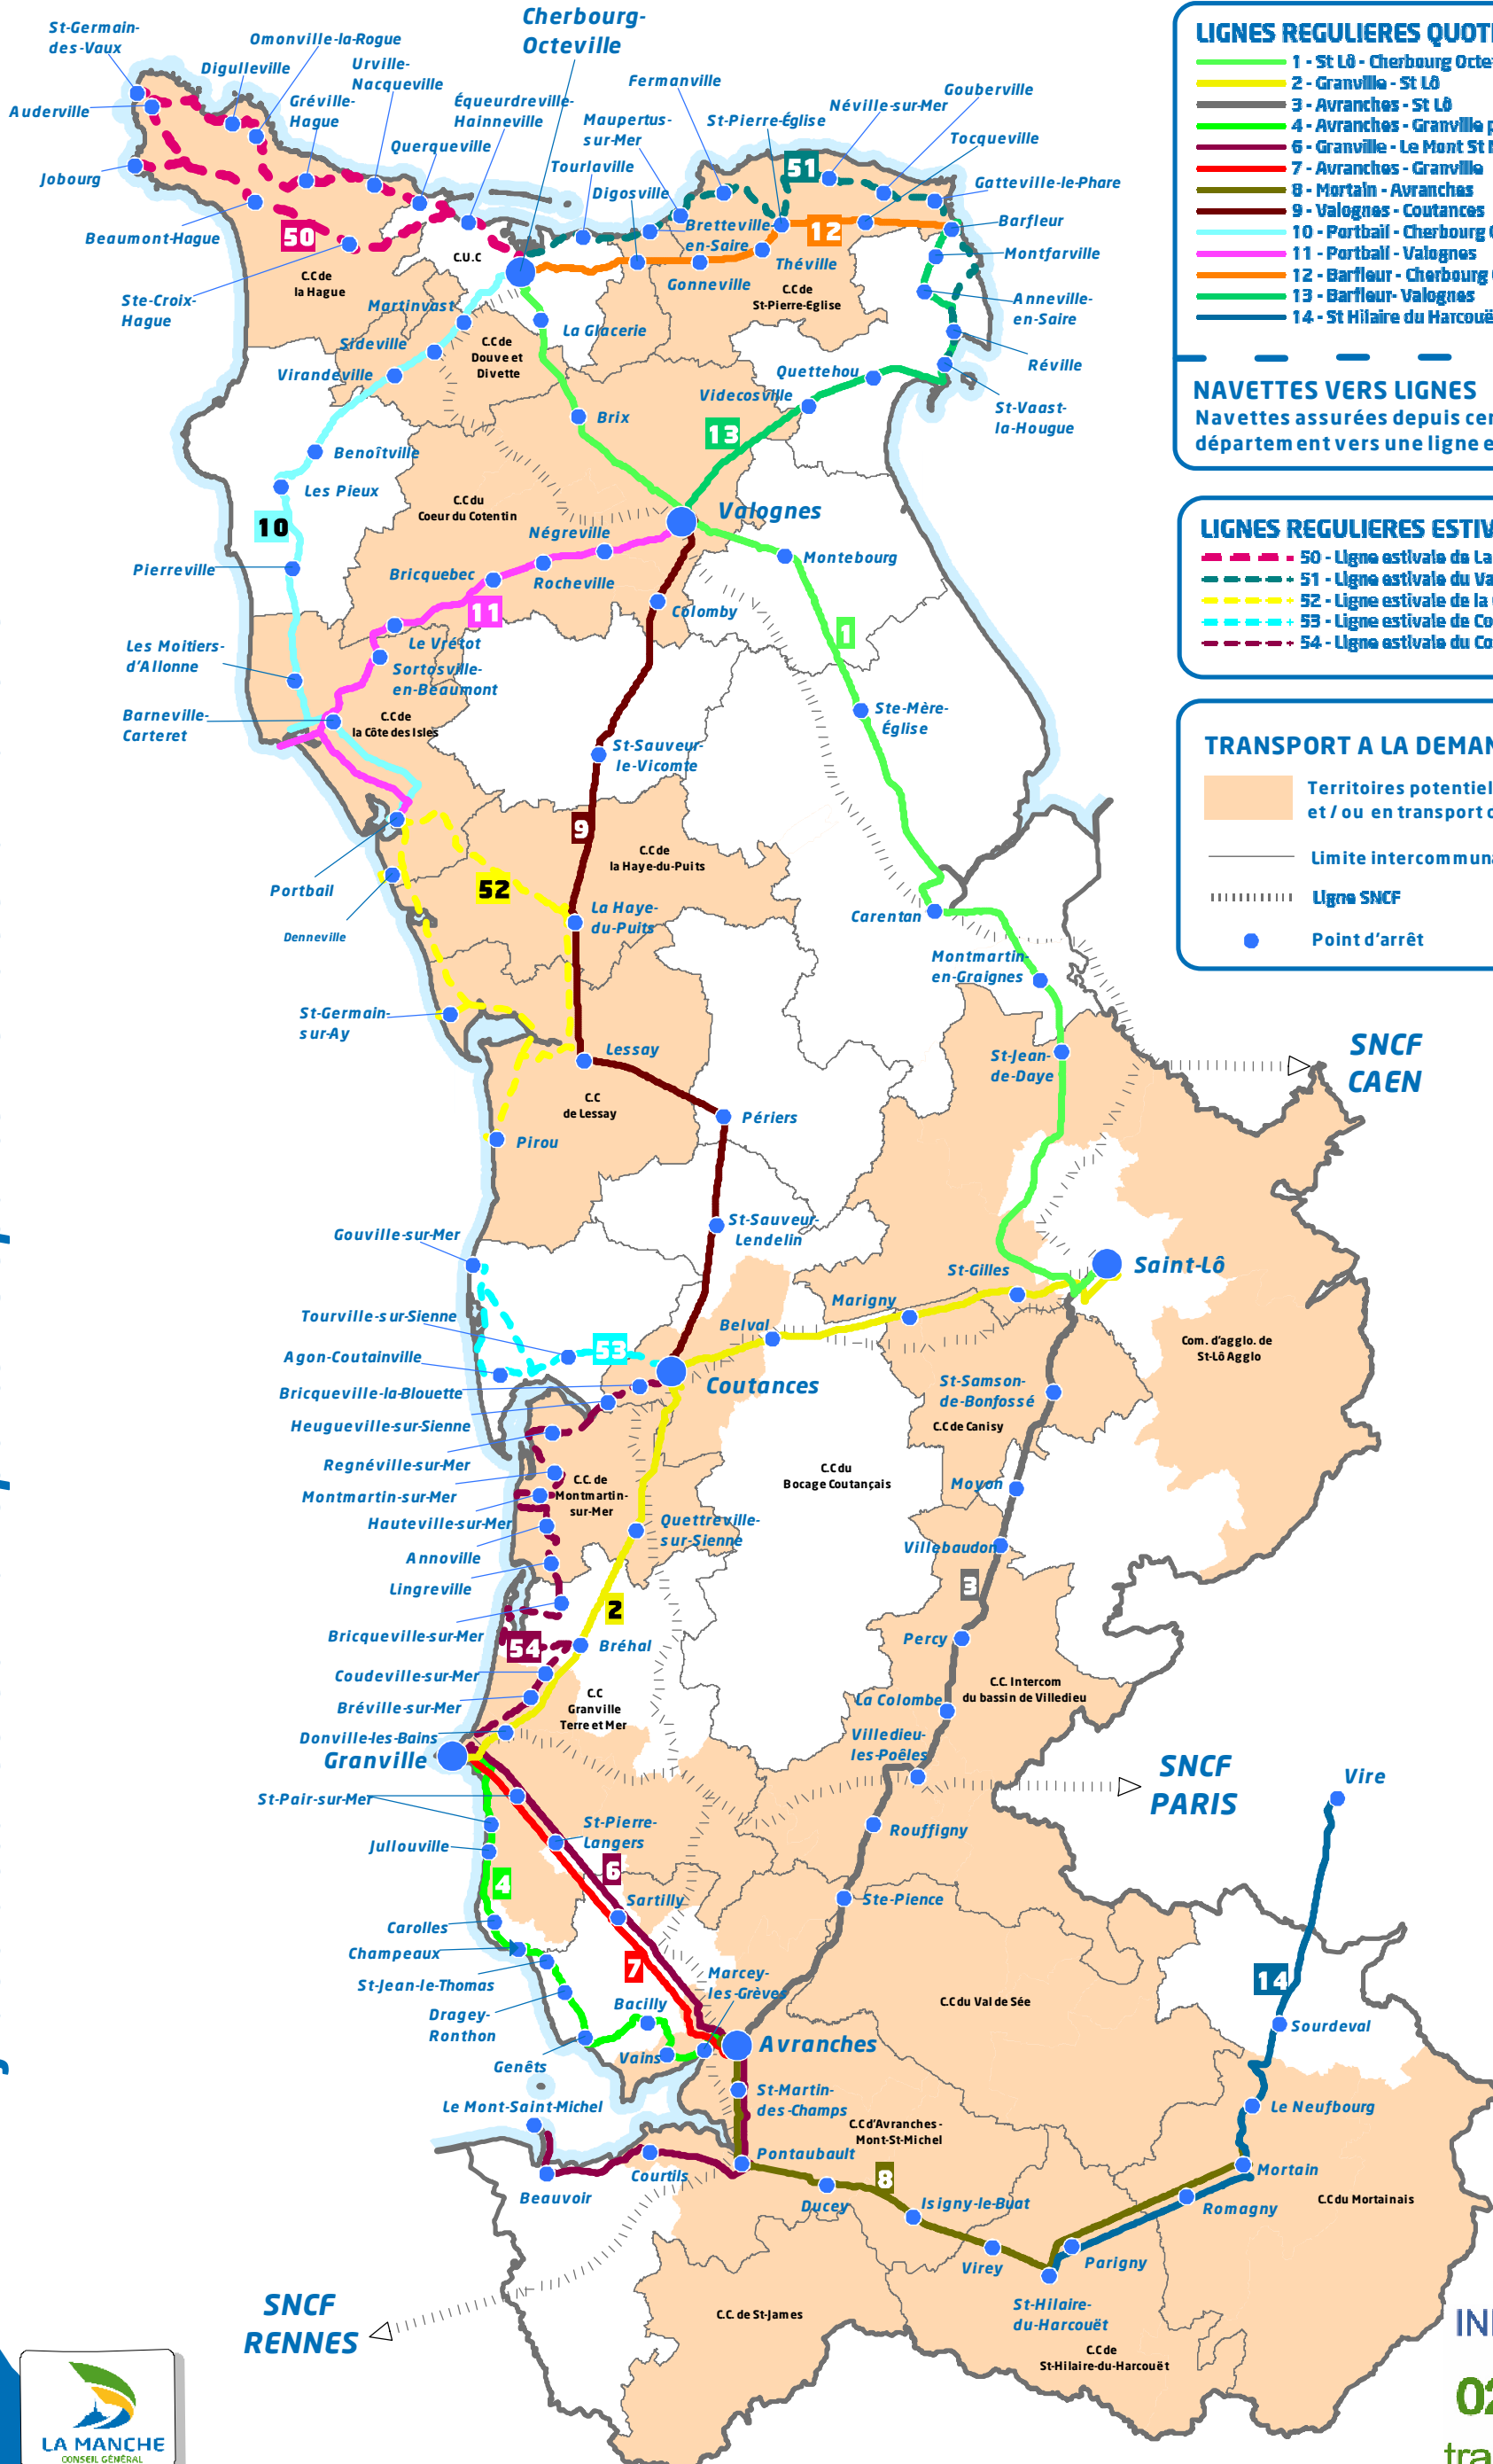 Cherbourg-
Octeville
St-Germain-
des-Vaux
Omonville-la-Rogue
Digulleville
Urville-
Nacqueville
Auderville
Gréville-
Hague
Équeurdreville-
Hainneville
Querqueville
Jobourg
Beaumont-Hague
50
Ste-Croix-
Hague
C.C de
la Hague
C.U.C
Fermanville
Maupertus-
sur-Mer
Tourlaville
Digosville
St-Pierre-Église
Néville-sur-Mer
Gouberville
Tocqueville
51
Gatteville-le-Phare
Barfleur
Bretteville-
en-Saire
12
Théville
Gonneville
C.C de
St-Pierre-Eglise
Montfarville
Anneville-
en-Saire
Réville
St-Vaast-
la-Hougue
Quettehou
Videcosville
13
Martinvast
Sideville
Virandeville
C.C de
Douve et
Divette
La Glacerie
Brix
Benoîtville
Les Pieux
10
C.C du
Coeur du Cotentin
Valognes
Négreville
Rocheville
Bricquebec
11
Montebourg
Colomby
1
Pierreville
Le Vrétot
Sortosville-
en-Beaumont
Les Moitiers-
d'Allonne
Barneville-
Carteret
C.C de
la Côte des Isles
St-Sauveur-
le-Vicomte
Ste-Mère-
Église
9
C.C de
la Haye-du-Puits
52
Portbail
Denneville
La Haye-
du-Puits
Carentan
Montmartin-
en-Graignes
St-Germain-
sur-Ay
Lessay
C.C
de Lessay
St-Jean-
de-Daye
SNCF
CAEN
Périers
Pirou
St-Sauveur-
Lendelin
Gouville-sur-Mer
Saint-Lô
St-Gilles
Marigny
Belval
Tourville-sur-Sienne
53
Agon-Coutainville
Coutances
Bricqueville-la-Blouette
Heugueville-sur-Sienne
Com. d'agglo. de
St-Lô Agglo
St-Samson-
de-Bonfossé
C.C de Canisy
Regnéville-sur-Mer
Montmartin-sur-Mer
C.C. de
Montmartin-
sur-Mer
C.C du
Bocage Coutançais
Moyon
Hauteville-sur-Mer
Quettreville-
sur-Sienne
Villebaudon
Annoville
Lingreville
2
3
Bricqueville-sur-Mer
54
Bréhal
Percy
Coudeville-sur-Mer
C.C. Intercom
du bassin de Villedieu
Bréville-sur-Mer
C.C
Granville
Terre et Mer
La Colombe
Donville-les-Bains
Granville
Villedieu-
les-Poêles
SNCF
PARIS
Vire
St-Pair-sur-Mer
St-Pierre-
Langers
Rouffigny
Jullouville
6
4
Sartilly
Ste-Pience
Carolles
Champeaux
7
14
St-Jean-le-Thomas
Marcey-
les-Grèves
C.C du Val de Sée
Bacilly
Dragey-
Ronthon
Sourdeval
Avranches
Vains
Genêts
Le Mont-Saint-Michel
St-Martin-
des-Champs
C.C d'Avranches -
Mont-St-Michel
Le Neufbourg
Pontaubault
8
Courtils
Beauvoir
Ducey
Isigny-le-Buat
Mortain
Romagny
C.C du Mortainais
Virey
Parigny
St-Hilaire-
du-Harcouët
SNCF
RENNES
C.C. de St-James
C.C de
St-Hilaire-du-Harcouët
LA MANCHE
CONSEIL GÉNÉRAL
LIGNES REGULIERES QUOTI
1 - St Lô - Cherbourg Octe
2 - Granville - St Lô
3 - Avranches - St Lô
4 - Avranches - Granville p
6 - Granville - Le Mont St M
7 - Avranches - Granville
8 - Mortain - Avranches
9 - Valognes - Coutances
10 - Portbail - Cherbourg O
11 - Portbail - Valognes
12 - Barfleur - Cherbourg
13 - Barfleur- Valognes
14 - St Hilaire du Harcouë
NAVETTES VERS LIGNES
Navettes assurées depuis cer
département vers une ligne e
LIGNES REGULIERES ESTIV
50 - Ligne estivale de La
51 - Ligne estivale du Va
52 - Ligne estivale de la
53 - Ligne estivale de Co
54 - Ligne estivale du Co
TRANSPORT A LA DEMAN
Territoires potentiel
et / ou en transport
Limite intercommuna
Ligne SNCF
Point d'arrêt
IN
02
tra